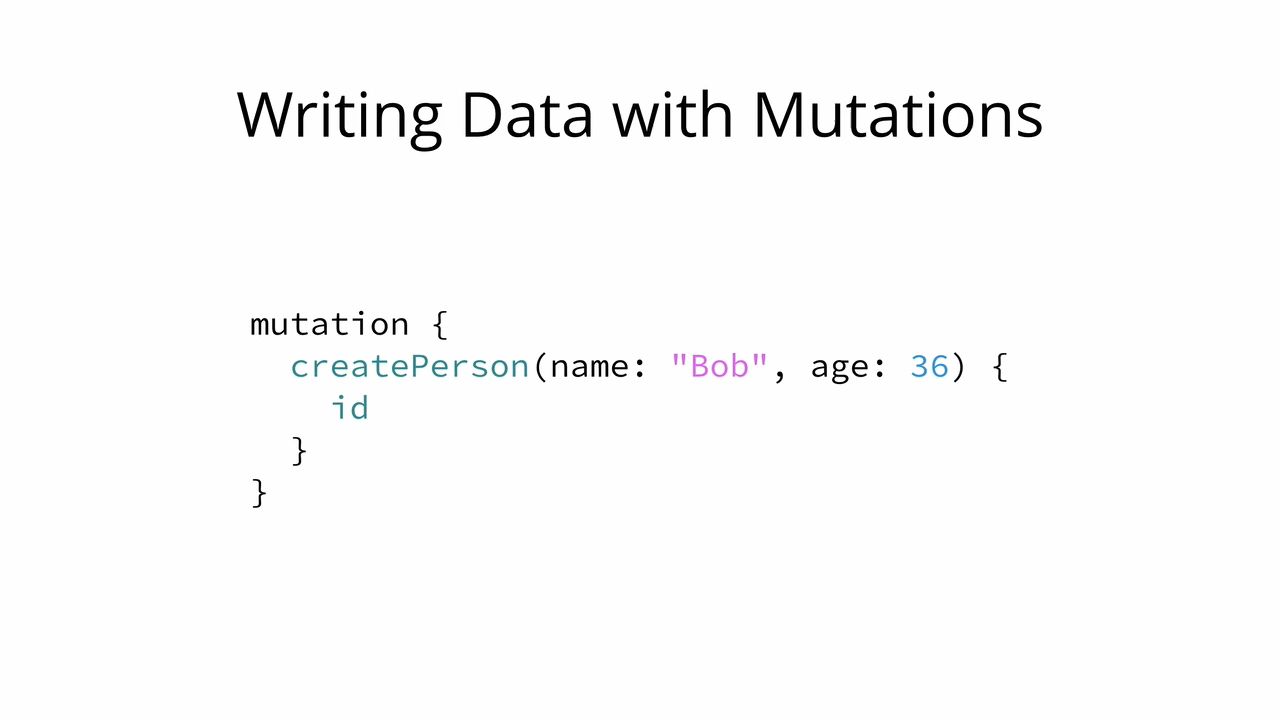 Writing Data with Mutations
mutation {
  createPerson(name: "Bob", age: 36) {
    id
  }
}